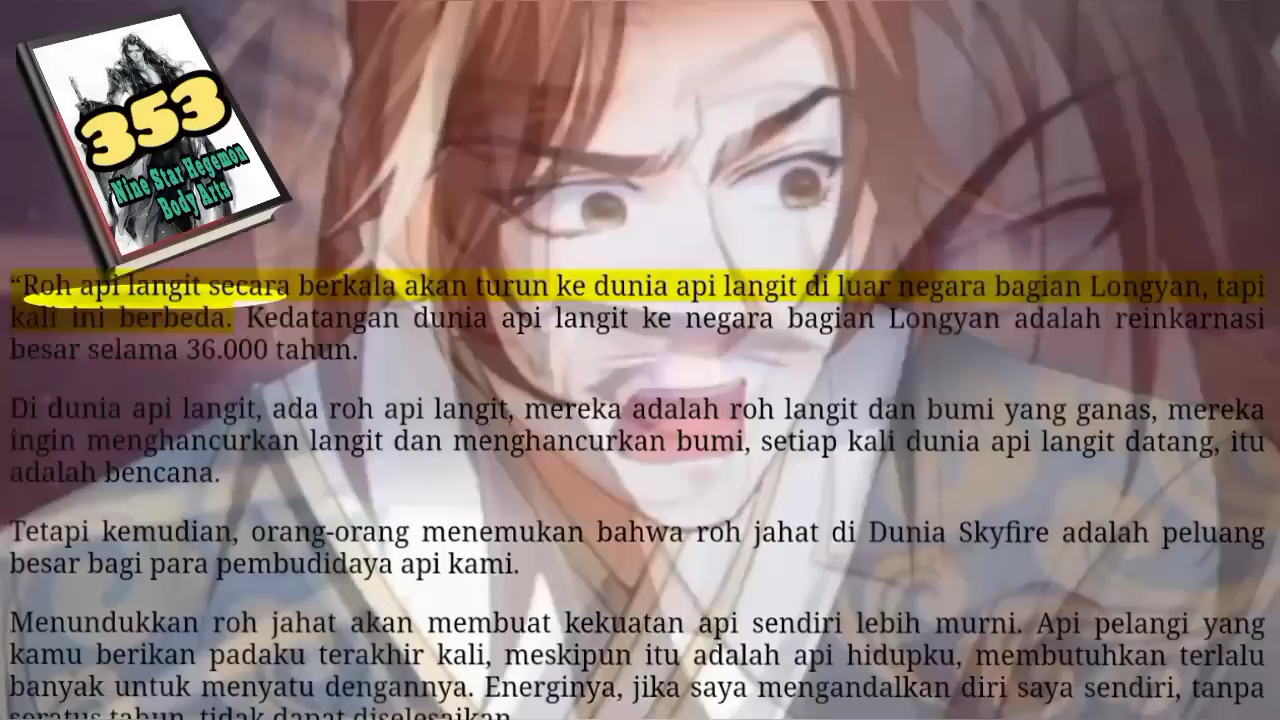 353
Nine Star Hegemon
Body Arts
“Roh api langit secara berkala akan turun ke dunia api langit di luar negara bagian Longyan, tapi
kali ini berbeda. Kedatangan dunia api langit ke negara bagian Longyan adalah reinkarnasi
besar selama 36.000 tahun.
Di dunia api langit, ada roh api langit, mereka adalah roh langit dan bumi yang ganas, mereka
ingin menghancurkan langit dan menghancurkan bumi, setiap kali dunia api langit datang, itu
adalah bencana.
Tetapi kemudian, orang-orang menemukan bahwa roh jahat di Dunia Skyfire adalah peluang
besar bagi para pembudidaya api kami.
Menundukkan roh jahat akan membuat kekuatan api sendiri lebih murni. Api pelangi yang
kamu berikan padaku terakhir kali, meskipun itu adalah api hidupku, membutuhkan terlalu
banyak untuk menyatu dengannya. Energinya, jika saya mengandalkan diri saya sendiri, tanpa
seratus tahun, tidak dapat diselesaikan